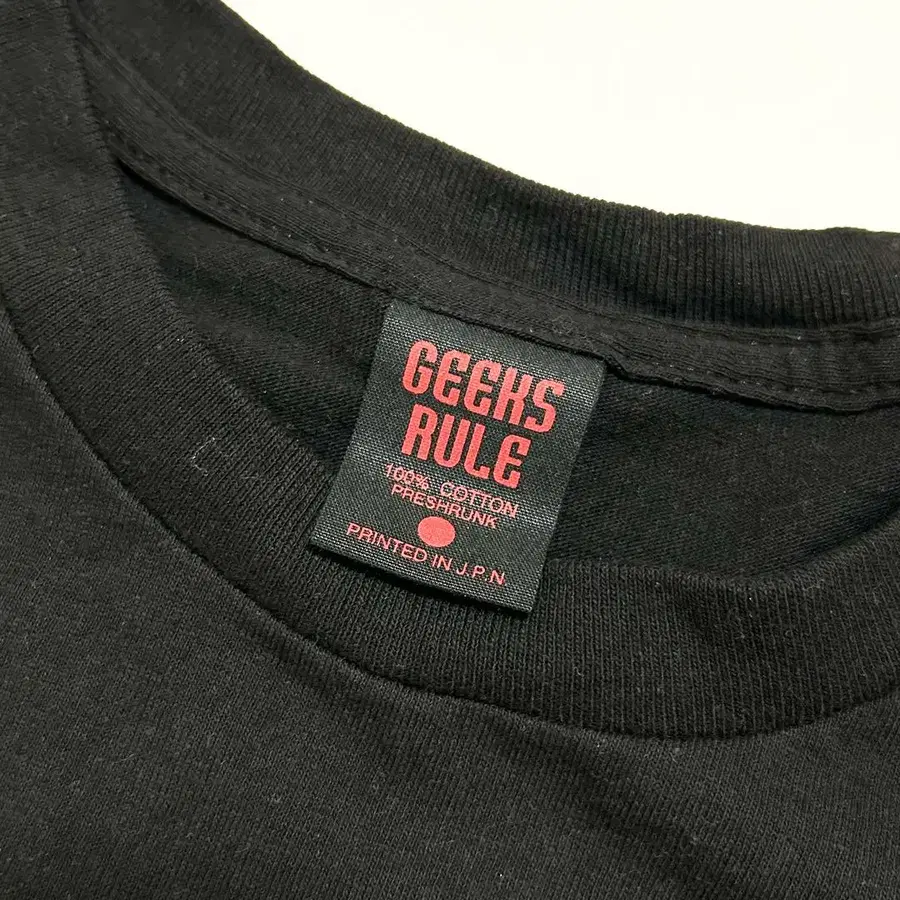 GEEKS
RULE
100% COTTON
PRESHRUNK
PRINTED IN J.P.N.